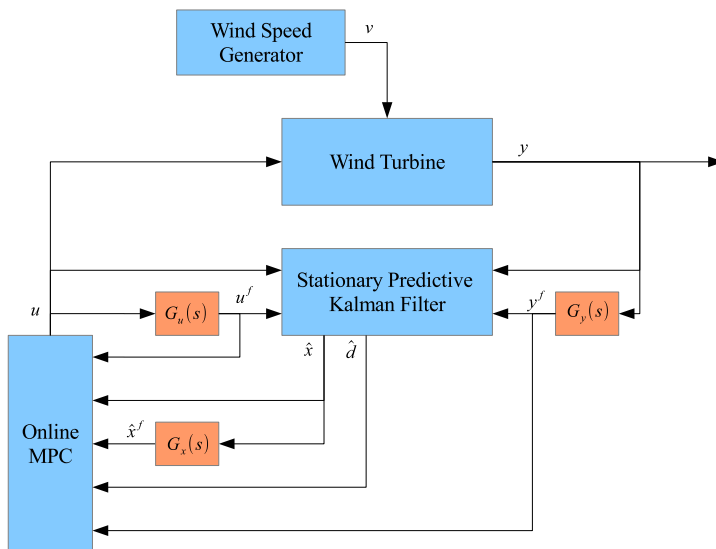 Wind Speed
Generator
v
Wind Turbine
y
Stationary Predictive
Kalman Filter
u
G_u(s)
u^f
y^f
G_y(s)
x̂
d̂
Online
MPC
x̂^f
G_x(s)